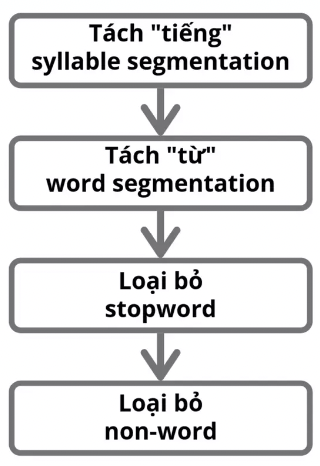 Tách "tiếng"
syllable segmentation
Tách "từ"
word segmentation
Loại bỏ
stopword
Loại bỏ
non-word